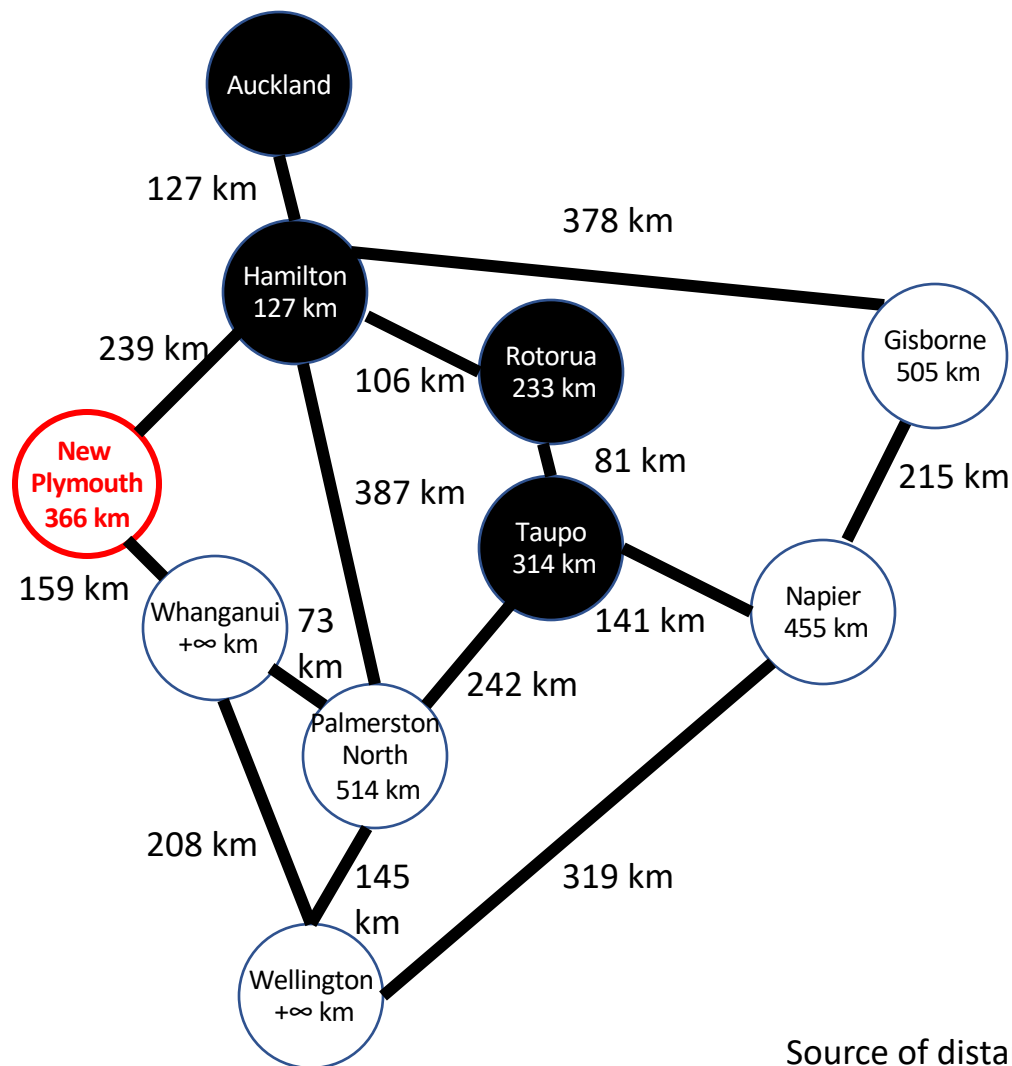 Auckland
127 km
378 km
Hamilton
127 km
Gisborne
505 km
239 km
Rotorua
233 km
106 km
New
Plymouth
366 km
81 km
215 km
387 km
Taupo
314 km
159 km
Whanganui
+∞ km
73
km
141 km
Napier
455 km
242 km
Palmerston
North
514 km
208 km
145
km
319 km
Wellington
+∞ km
Source of dista